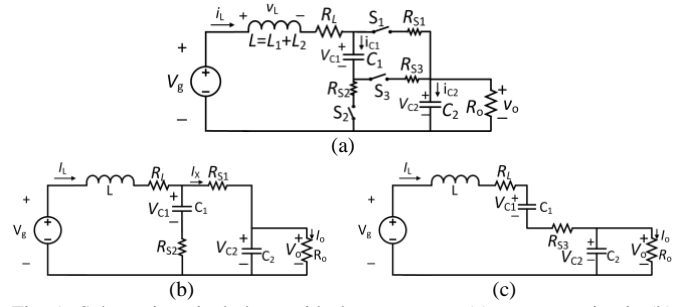 i_L + v_L − R_L S_1 R_S1
L=L_1+L_2
+ V_g −
+ V_C1 − i_C1 C_1
R_S2 S_3 R_S3
S_2
+ V_C2 − i_C2 C_2 R_o + v_o −
(a)
I_L L R_L I_X R_S1
+ V_g −
+ V_C1 − C_1
R_S2
+ V_C2 − C_2 + V_o − I_o R_o
(b)
I_L L R_L
+ V_g −
V_C1 + − C_1
R_S3
+ V_C2 − C_2 + V_o − I_o R_o
(c)